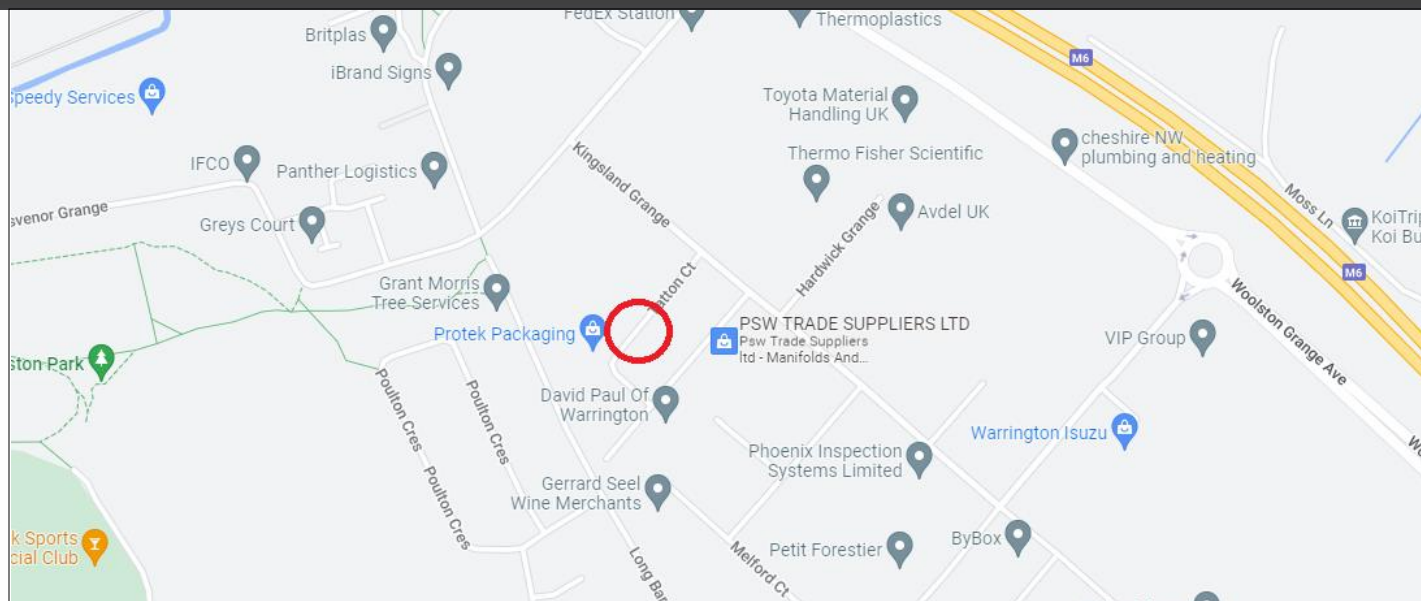 FedEx Station
Thermoplastics
Britplas
M6
iBrand Signs
Speedy Services
Toyota Material
Handling UK
cheshire NW
plumbing and heating
Kingsland Grange
Thermo Fisher Scientific
IFCO
Panther Logistics
Moss Ln
svenor Grange
Greys Court
Avdel UK
KoiTrip
Koi Bu
Hardwick Grange
M6
Grant Morris
Tree Services
atton Ct
Woolston Grange Ave
Protek Packaging
PSW TRADE SUPPLIERS LTD
Psw Trade Suppliers
ltd - Manifolds And...
VIP Group
ston Park
David Paul Of
Warrington
Poulton Cres
Poulton Cres
Warrington Isuzu
Phoenix Inspection
Systems Limited
Poulton Cres
Gerrard Seel
Wine Merchants
k Sports
cial Club
Petit Forestier
ByBox
Melford Ct
Long Bar